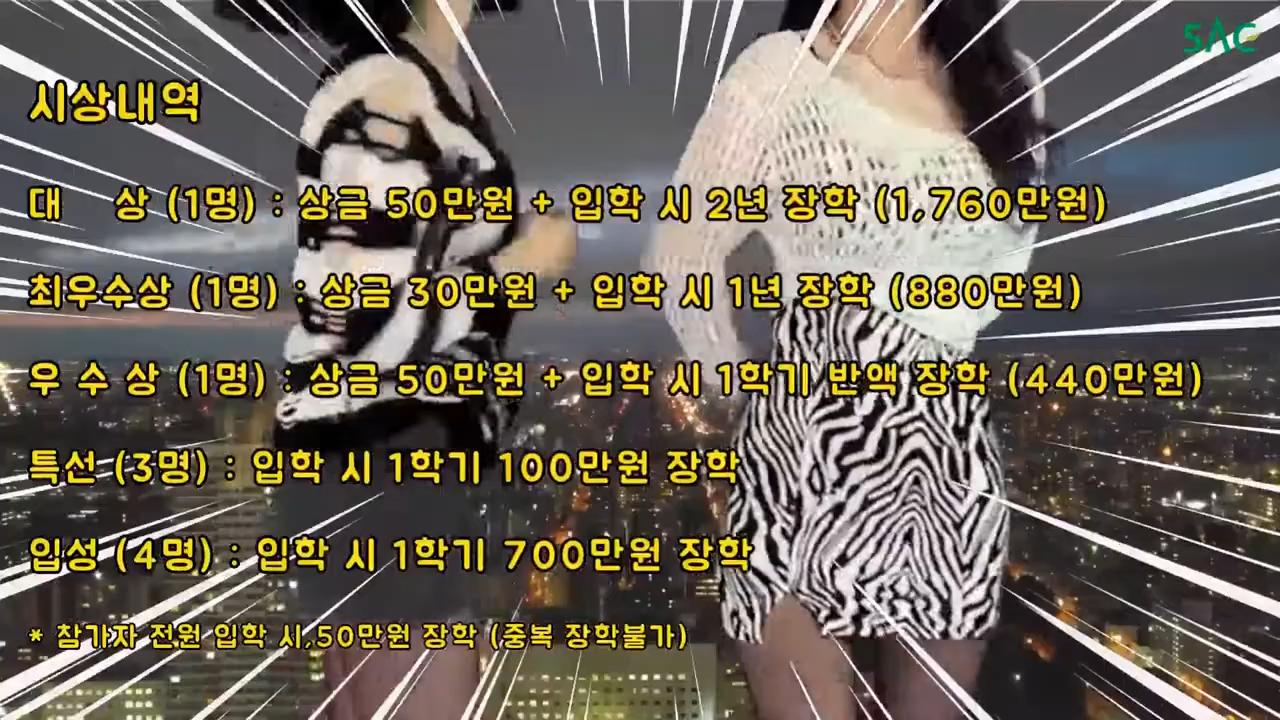 SAC
시상내역
대 상 (1명) : 상금 50만원 + 입학 시 2년 장학 (1,760만원)
최우수상 (1명) : 상금 30만원 + 입학 시 1년 장학 (880만원)
우 수 상 (1명) : 상금 50만원 + 입학 시 1학기 반액 장학 (440만원)
특선 (3명) : 입학 시 1학기 100만원 장학
입성 (4명) : 입학 시 1학기 700만원 장학
* 참가자 전원 입학 시,50만원 장학 (중복 장학불가)